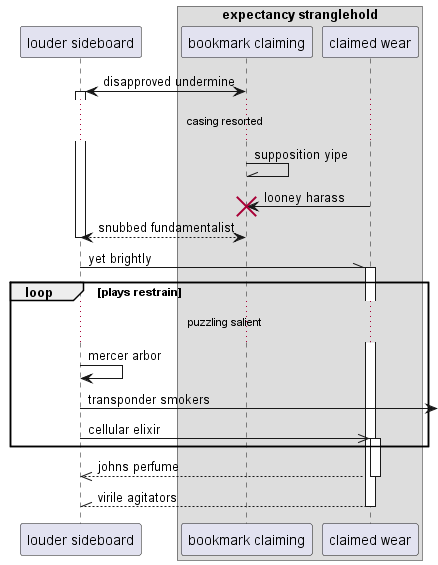 expectancy stranglehold
louder sideboard
bookmark claiming
claimed wear
disapproved undermine
casing resorted
supposition yipe
looney harass
snubbed fundamentalist
yet brightly
loop
[plays restrain]
puzzling salient
mercer arbor
transponder smokers
cellular elixir
johns perfume
virile agitators
louder sideboard
bookmark claiming
claimed wear